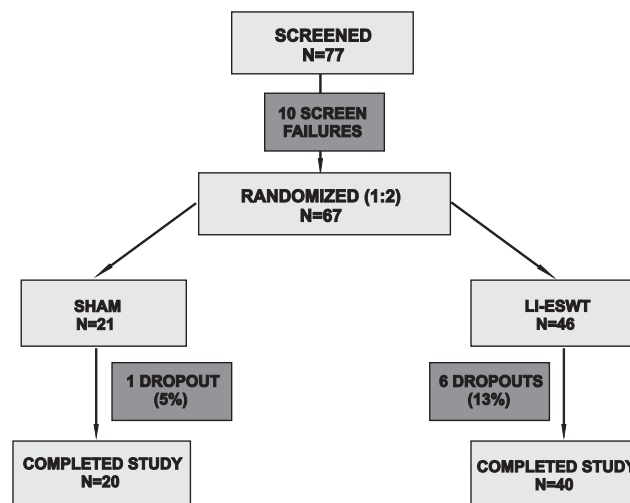 SCREENED
N=77
10 SCREEN
FAILURES
RANDOMIZED (1:2)
N=67
SHAM
N=21
LI-ESWT
N=46
1 DROPOUT
(5%)
6 DROPOUTS
(13%)
COMPLETED STUDY
N=20
COMPLETED STUDY
N=40